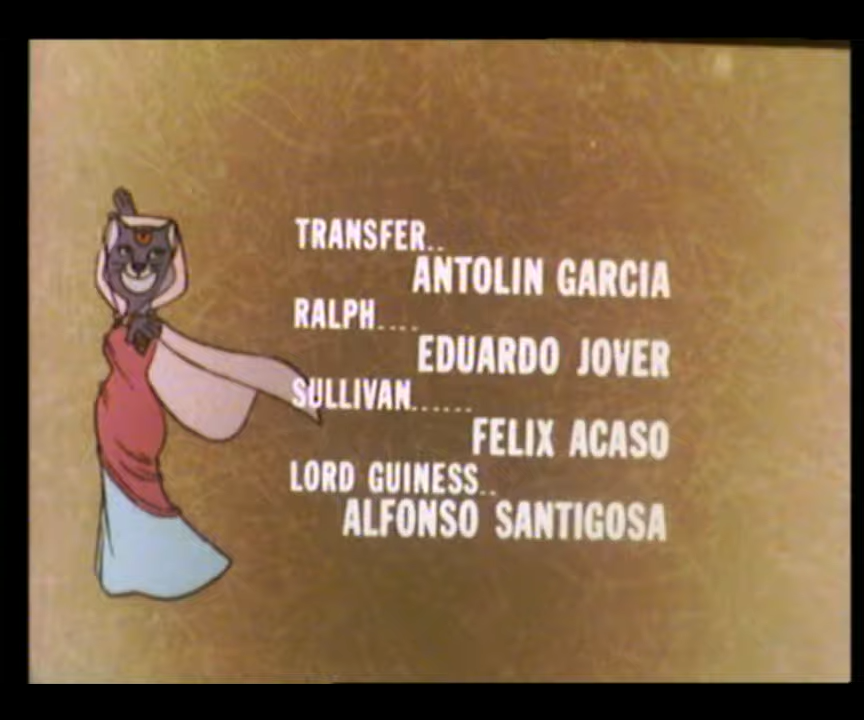 TRANSFER..
ANTOLIN GARCIA
RALPH....
EDUARDO JOVER
SULLIVAN......
FELIX ACASO
LORD GUINESS..
ALFONSO SANTIGOSA